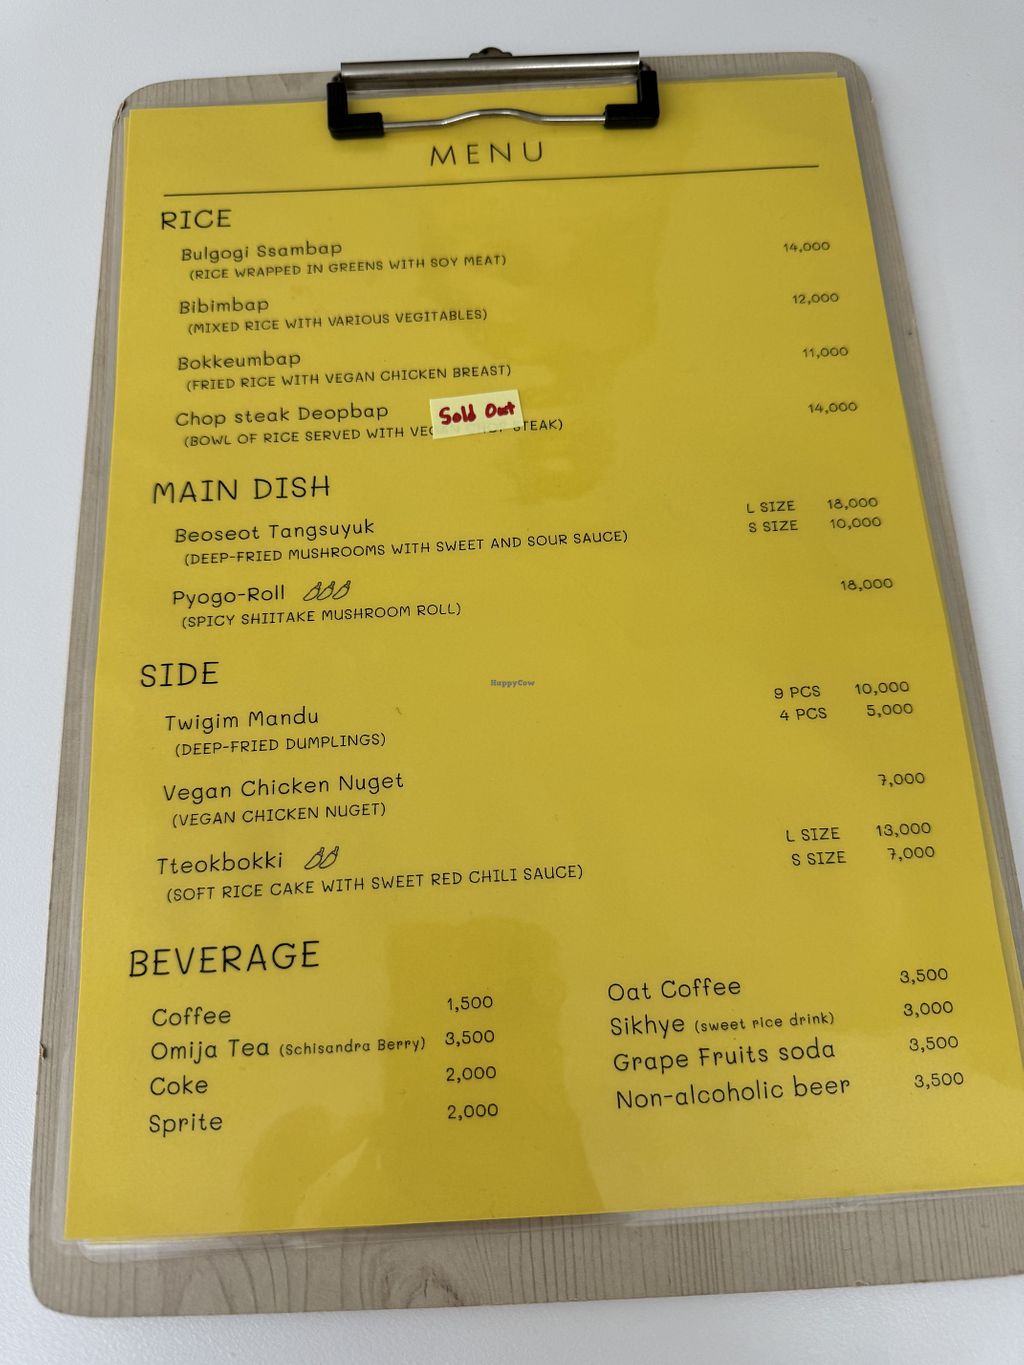 MENU
RICE
Bulgogi Ssambap 14,000
(RICE WRAPPED IN GREENS WITH SOY MEAT)
Bibimbap 12,000
(MIXED RICE WITH VARIOUS VEGITABLES)
Bokkeumbap 11,000
(FRIED RICE WITH VEGAN CHICKEN BREAST)
Chop steak Deopbap Sold Out 14,000
(BOWL OF RICE SERVED WITH STEAK)
MAIN DISH
Beoseot Tangsuyuk L SIZE 18,000
(DEEP-FRIED MUSHROOMS WITH SWEET AND SOUR SAUCE) S SIZE 10,000
Pyogo-Roll 18,000
(SPICY SHIITAKE MUSHROOM ROLL)
SIDE
Twigim Mandu 9 PCS 10,000
(DEEP-FRIED DUMPLINGS) 4 PCS 5,000
HappyCow
Vegan Chicken Nuget 7,000
(VEGAN CHICKEN NUGET)
Tteokbokki L SIZE 13,000
(SOFT RICE CAKE WITH SWEET RED CHILI SAUCE) S SIZE 7,000
BEVERAGE
Coffee 1,500
Omija Tea (Schisandra Berry) 3,500
Coke 2,000
Sprite 2,000
Oat Coffee 3,500
Sikhye (sweet rice drink) 3,000
Grape Fruits soda 3,500
Non-alcoholic beer 3,500